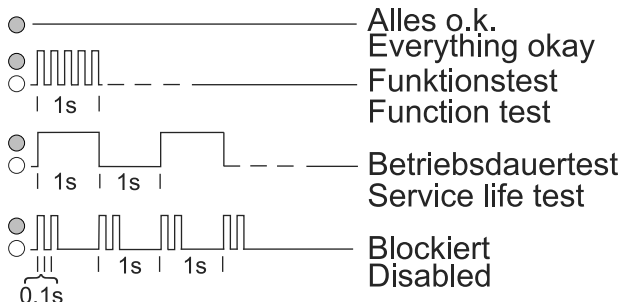 Alles o.k.
Everything okay
Funktionstest
1s
Function test
Betriebsdauertest
1s 1s
Service life test
Blockiert
1s 1s
Disabled
0.1s